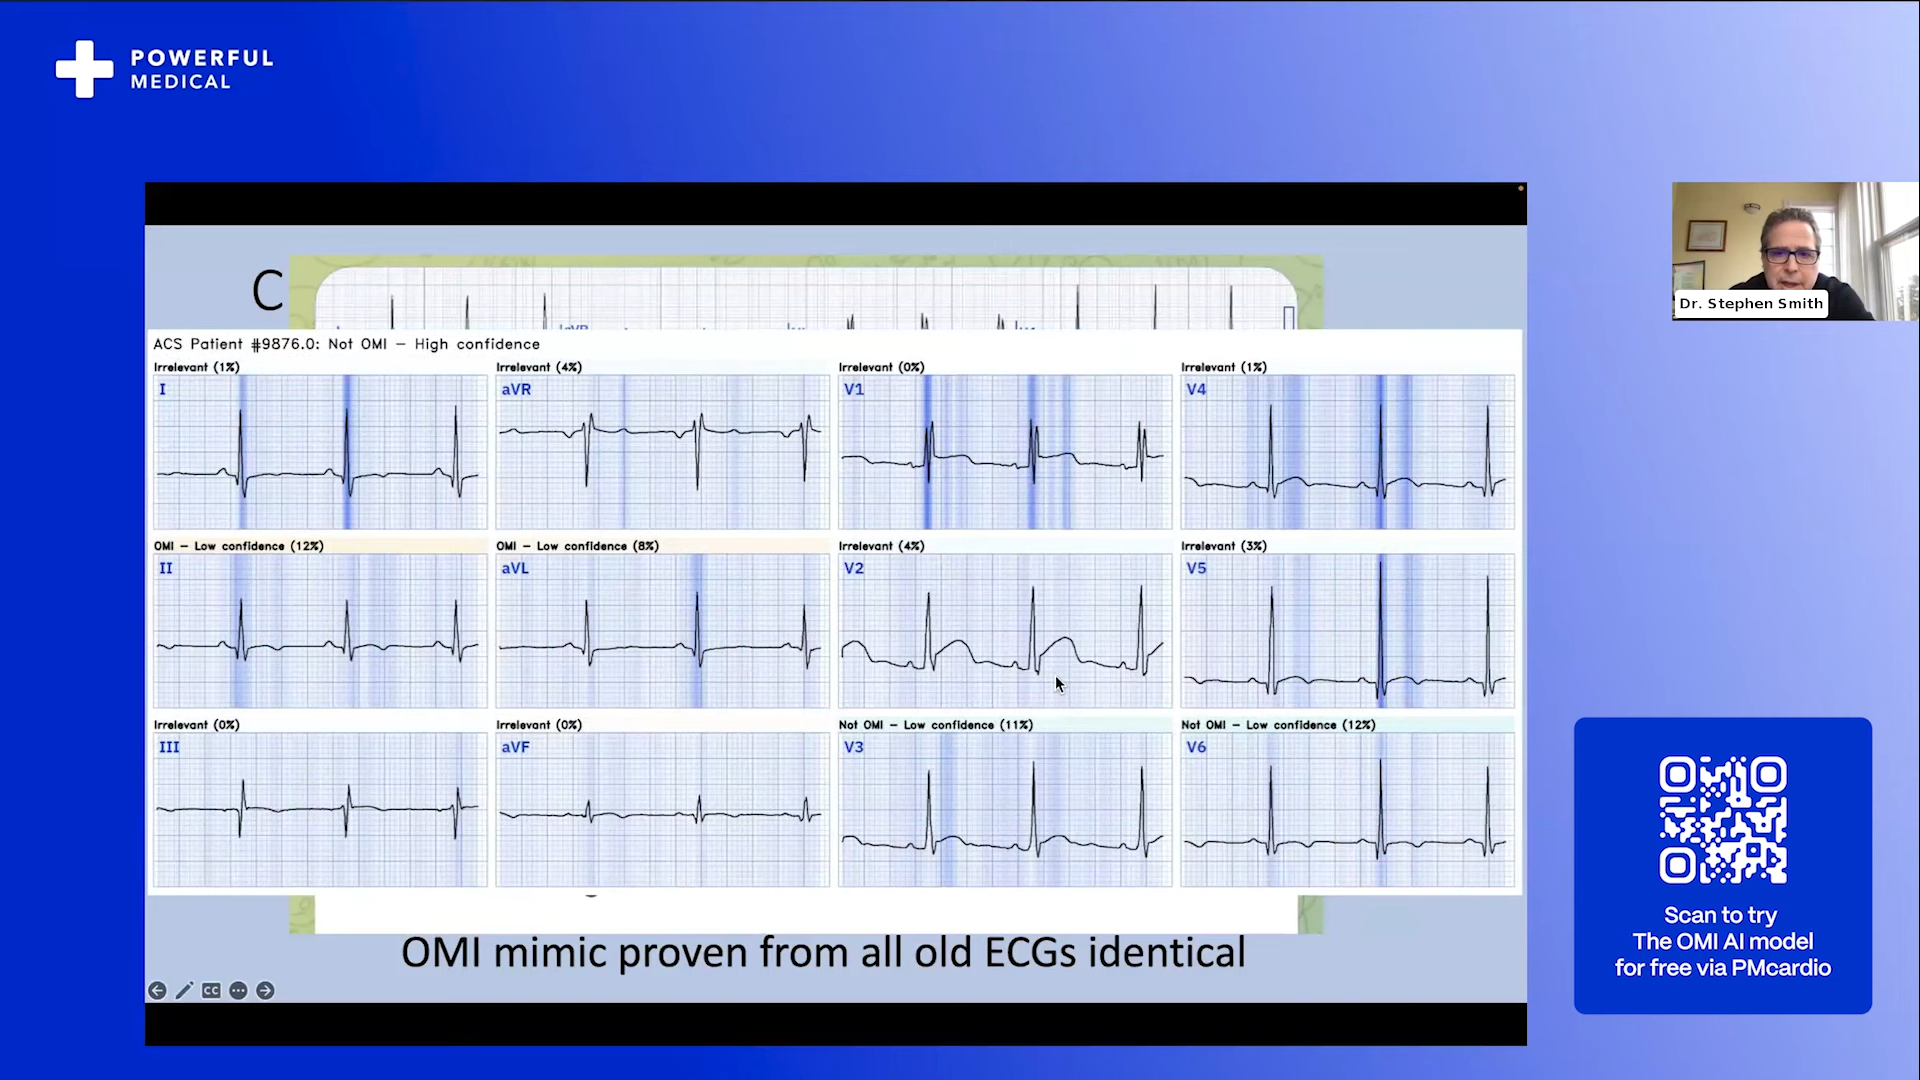 POWERFUL
MEDICAL
C
aVR
ACS Patient #9876.0: Not OMI – High confidence
Irrelevant (1%)
I
Irrelevant (4%)
aVR
Irrelevant (0%)
V1
Irrelevant (1%)
V4
OMI – Low confidence (12%)
II
OMI – Low confidence (8%)
aVL
Irrelevant (4%)
V2
Irrelevant (3%)
V5
Irrelevant (0%)
III
Irrelevant (0%)
aVF
Not OMI – Low confidence (11%)
V3
Not OMI – Low confidence (12%)
V6
OMI mimic proven from all old ECGs identical
CC
Dr. Stephen Smith
Scan to try
The OMI AI model
for free via PMcardio